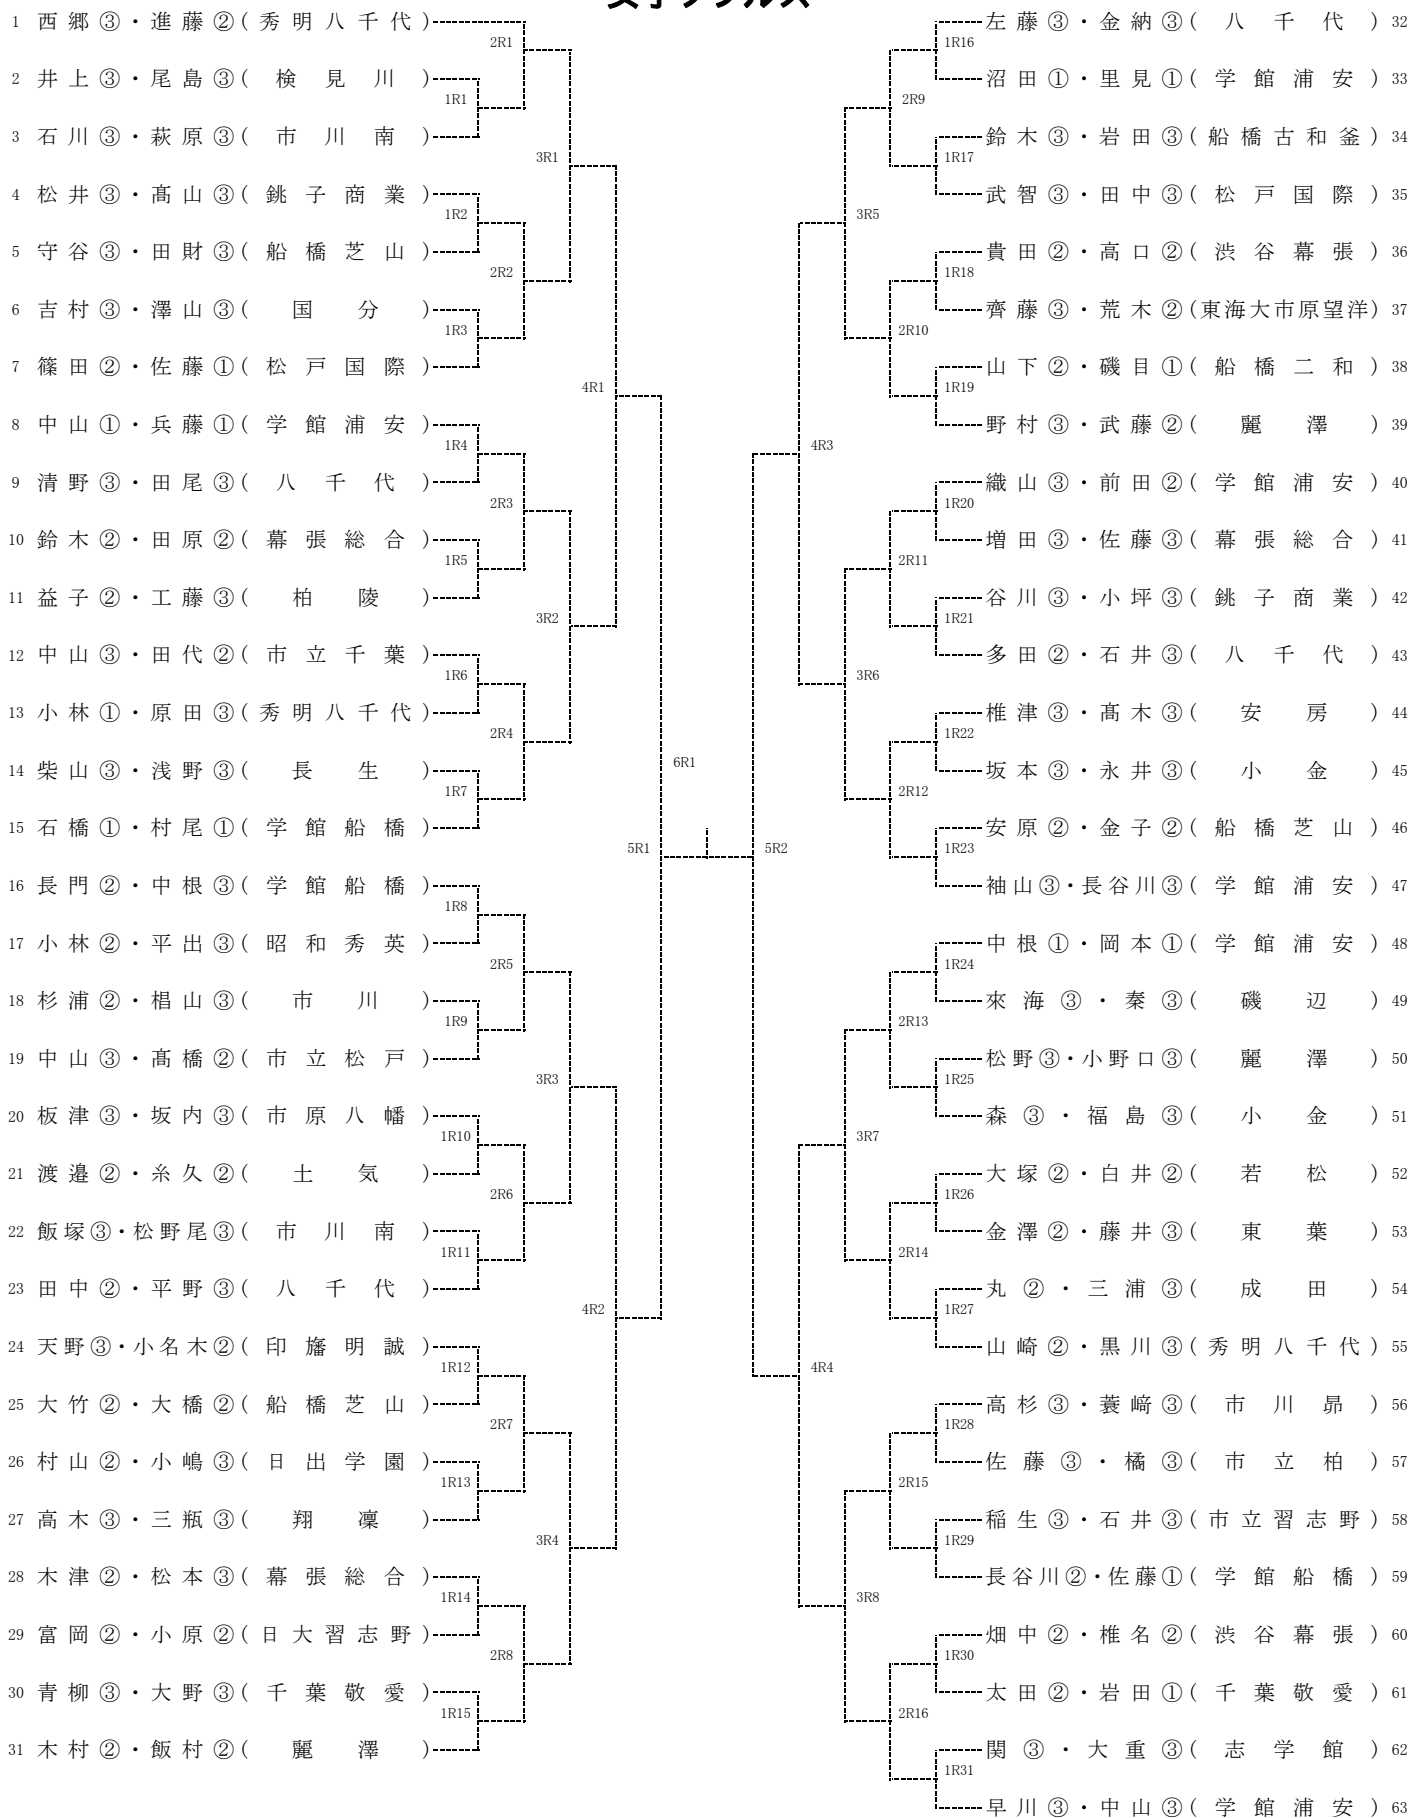 女子ダブルス
1 西郷③・進藤②(秀明八千代)
2 井上③・尾島③(検見川)
3 石川③・萩原③(市川南)
4 松井③・髙山③(銚子商業)
5 守谷③・田財③(船橋芝山)
6 吉村③・澤山③(国分)
7 篠田②・佐藤①(松戸国際)
8 中山①・兵藤①(学館浦安)
9 清野③・田尾③(八千代)
10 鈴木②・田原②(幕張総合)
11 益子②・工藤③(柏陵)
12 中山③・田代②(市立千葉)
13 小林①・原田③(秀明八千代)
14 柴山③・浅野③(長生)
15 石橋①・村尾①(学館船橋)
16 長門②・中根③(学館船橋)
17 小林②・平出③(昭和秀英)
18 杉浦②・椙山③(市川)
19 中山③・髙橋②(市立松戸)
20 板津③・坂内③(市原八幡)
21 渡邉②・糸久②(土気)
22 飯塚③・松野尾③(市川南)
23 田中②・平野③(八千代)
24 天野③・小名木②(印旛明誠)
25 大竹②・大橋②(船橋芝山)
26 村山②・小嶋③(日出学園)
27 高木③・三瓶③(翔凜)
28 木津②・松本③(幕張総合)
29 富岡②・小原②(日大習志野)
30 青柳③・大野③(千葉敬愛)
31 木村②・飯村②(麗澤)
2R1
1R1
3R1
1R2
2R2
1R3
4R1
1R4
2R3
1R5
3R2
1R6
2R4
1R7
5R1
1R8
2R5
1R9
3R3
1R10
2R6
1R11
4R2
1R12
2R7
1R13
3R4
1R14
2R8
1R15
6R1
5R2
1R16
2R9
1R17
3R5
1R18
2R10
1R19
4R3
1R20
2R11
1R21
3R6
1R22
2R12
1R23
1R24
2R13
1R25
3R7
1R26
2R14
1R27
4R4
1R28
2R15
1R29
3R8
1R30
2R16
1R31
左藤③・金納③(八千代) 32
沼田①・里見①(学館浦安) 33
鈴木③・岩田③(船橋古和釜) 34
武智③・田中③(松戸国際) 35
貴田②・高口②(渋谷幕張) 36
齊藤③・荒木②(東海大市原望洋) 37
山下②・磯目①(船橋二和) 38
野村③・武藤②(麗澤) 39
織山③・前田②(学館浦安) 40
増田③・佐藤③(幕張総合) 41
谷川③・小坪③(銚子商業) 42
多田②・石井③(八千代) 43
椎津③・髙木③(安房) 44
坂本③・永井③(小金) 45
安原②・金子②(船橋芝山) 46
袖山③・長谷川③(学館浦安) 47
中根①・岡本①(学館浦安) 48
來海③・秦③(磯辺) 49
松野③・小野口③(麗澤) 50
森③・福島③(小金) 51
大塚②・白井②(若松) 52
金澤②・藤井③(東葉) 53
丸②・三浦③(成田) 54
山崎②・黒川③(秀明八千代) 55
高杉③・蓑﨑③(市川昴) 56
佐藤③・橘③(市立柏) 57
稲生③・石井③(市立習志野) 58
長谷川②・佐藤①(学館船橋) 59
畑中②・椎名②(渋谷幕張) 60
太田②・岩田①(千葉敬愛) 61
関③・大重③(志学館) 62
早川③・中山③(学館浦安) 63